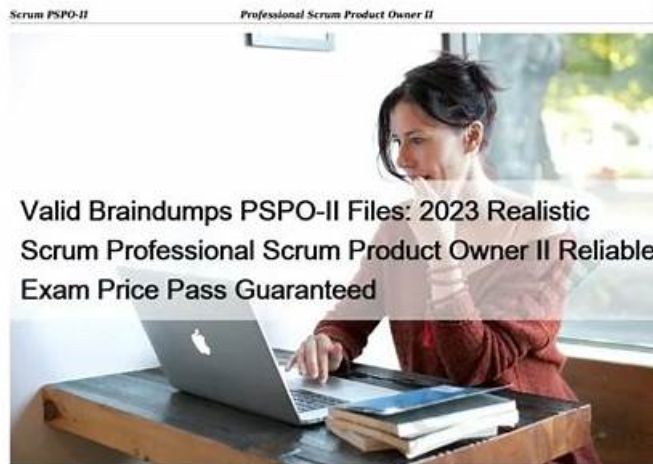 Scrum PSPO-II
Professional Scrum Product Owner II
Valid Braindumps PSPO-II Files: 2023 Realistic
Scrum Professional Scrum Product Owner II Reliable
Exam Price Pass Guaranteed